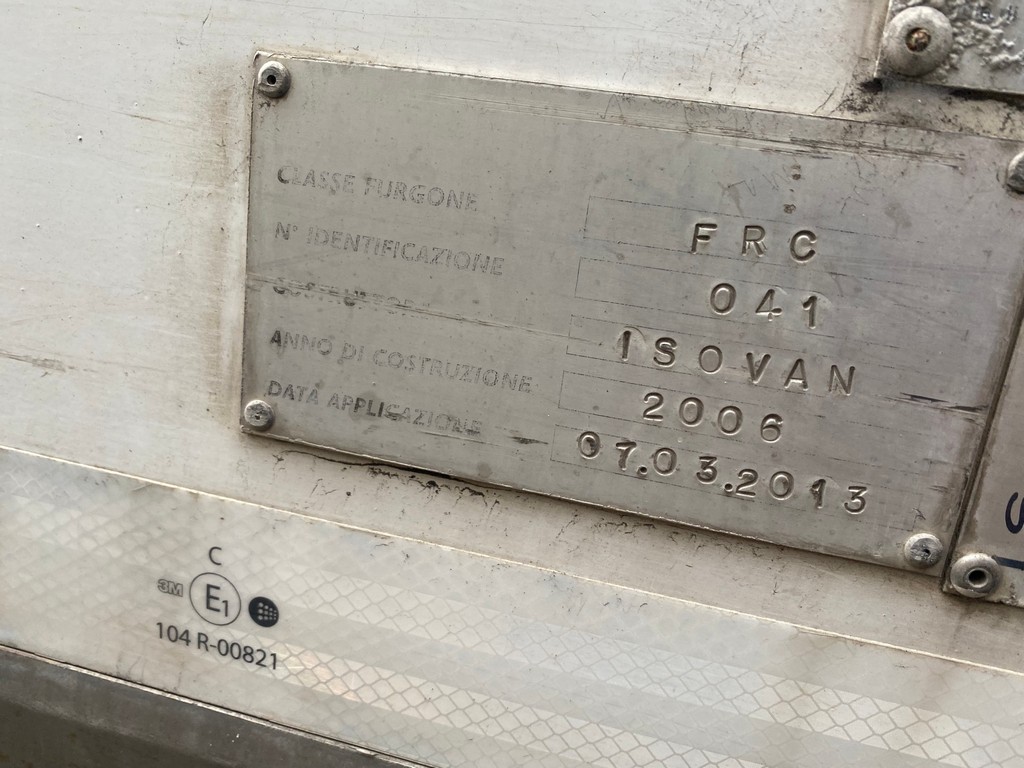 CLASSE FURGONE FRC
N° IDENTIFICAZIONE 041
COSTRUTTORE ISOVAN
ANNO DI COSTRUZIONE 2006
DATA APPLICAZIONE 07.03.2013
S
C
3M E1
104 R-00821